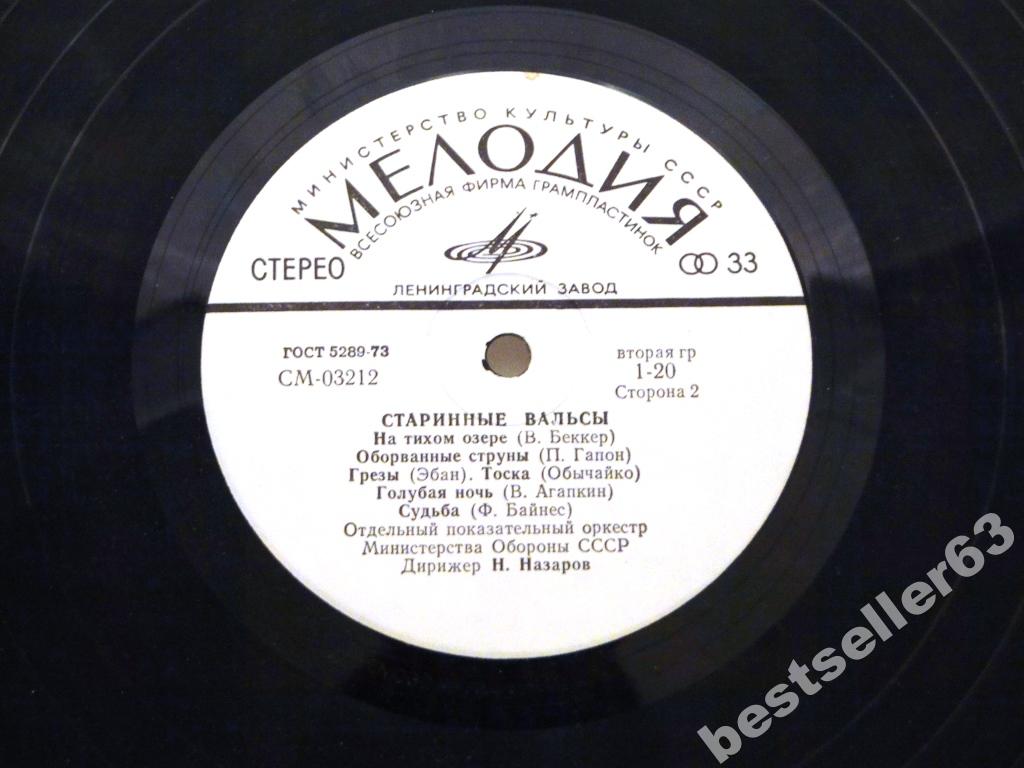 МИНИСТЕРСТВО КУЛЬТУРЫ СССР
МЕЛОДИЯ
ВСЕСОЮЗНАЯ ФИРМА ГРАМПЛАСТИНОК
СТЕРЕО
33
ЛЕНИНГРАДСКИЙ ЗАВОД
ГОСТ 5289-73
СМ-03212
вторая гр
1-20
Сторона 2
СТАРИННЫЕ ВАЛЬСЫ
На тихом озере (В. Беккер)
Оборванные струны (П. Гапон)
Грезы (Эбан). Тоска (Обычайко)
Голубая ночь (В. Агапкин)
Судьба (Ф. Байнес)
Отдельный показательный оркестр
Министерства Обороны СССР
Дирижер Н. Назаров
bestseller63